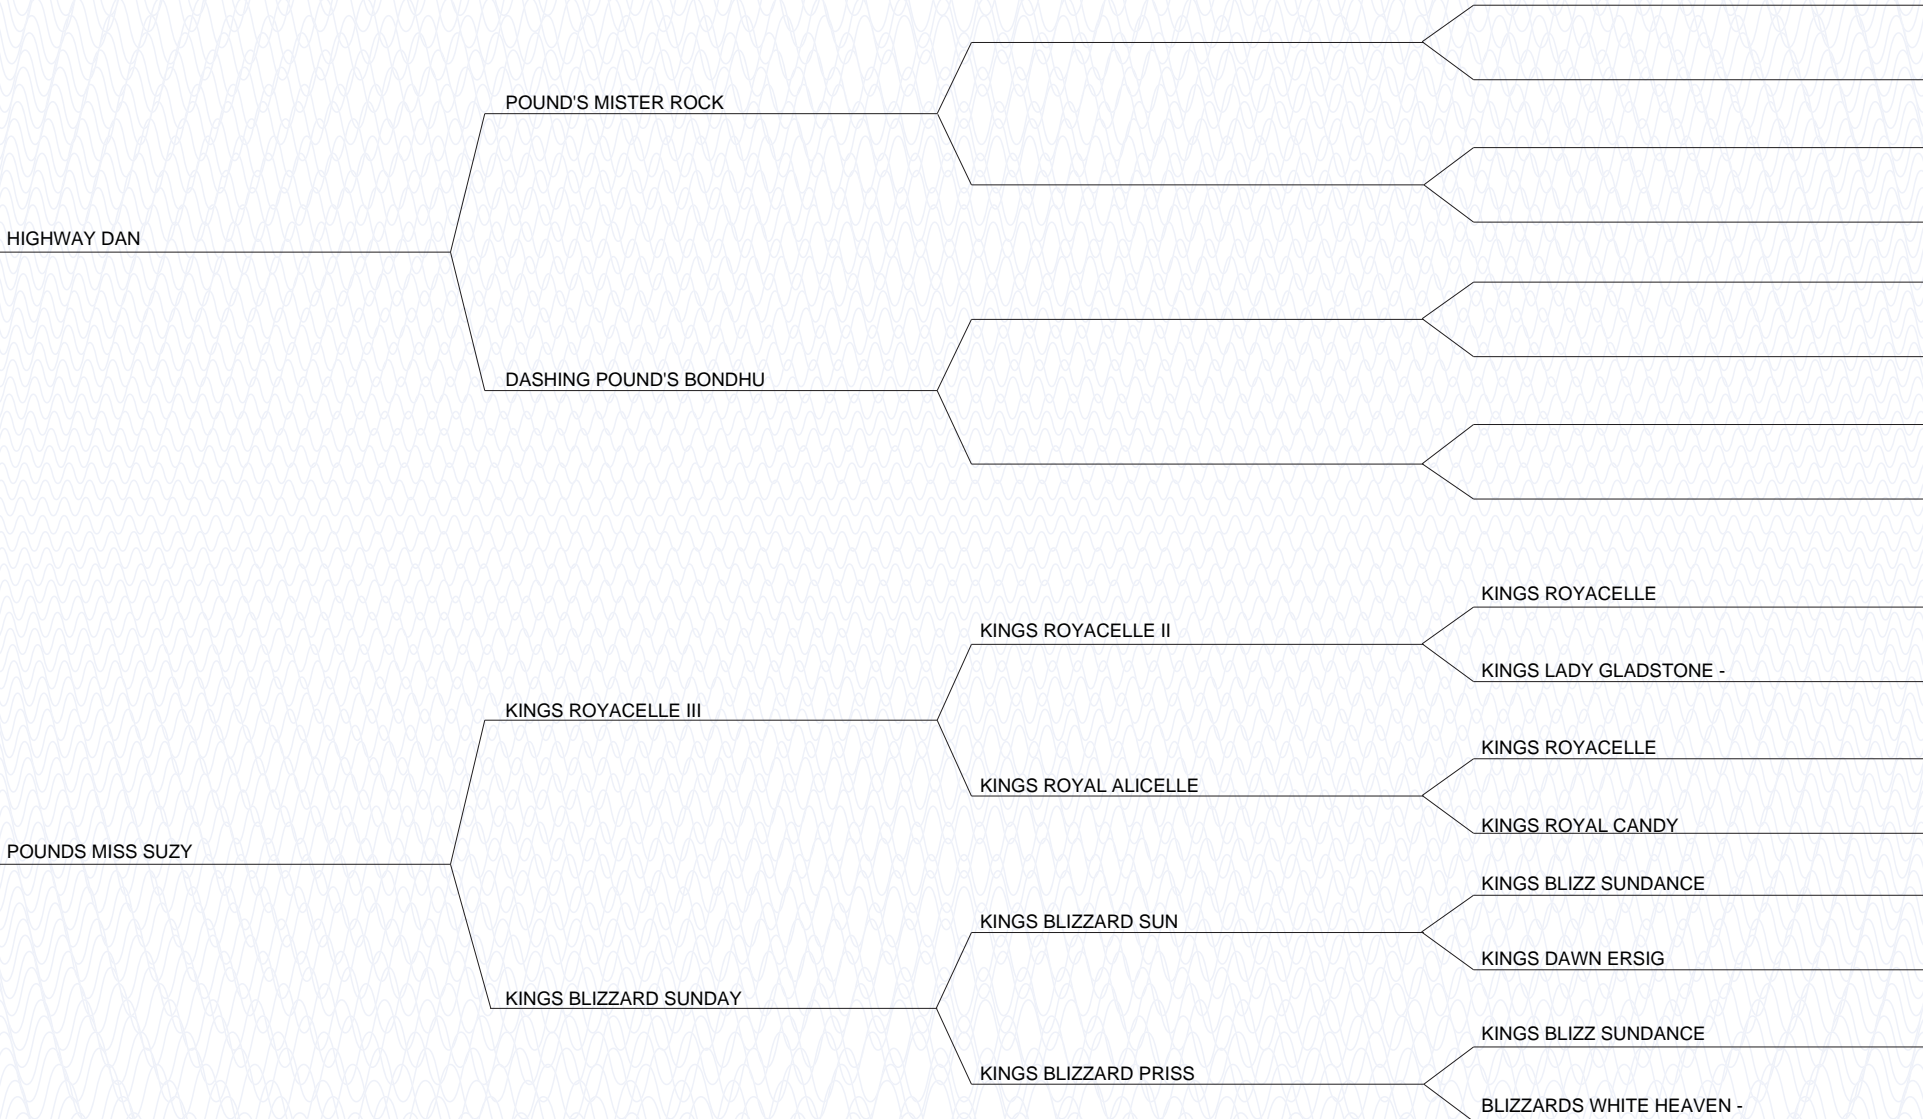 POUND'S MISTER ROCK
HIGHWAY DAN
DASHING POUND'S BONDHU
KINGS ROYACELLE
KINGS ROYACELLE II
KINGS LADY GLADSTONE -
KINGS ROYACELLE III
KINGS ROYACELLE
KINGS ROYAL ALICELLE
KINGS ROYAL CANDY
POUNDS MISS SUZY
KINGS BLIZZ SUNDANCE
KINGS BLIZZARD SUN
KINGS DAWN ERSIG
KINGS BLIZZARD SUNDAY
KINGS BLIZZ SUNDANCE
KINGS BLIZZARD PRISS
BLIZZARDS WHITE HEAVEN -